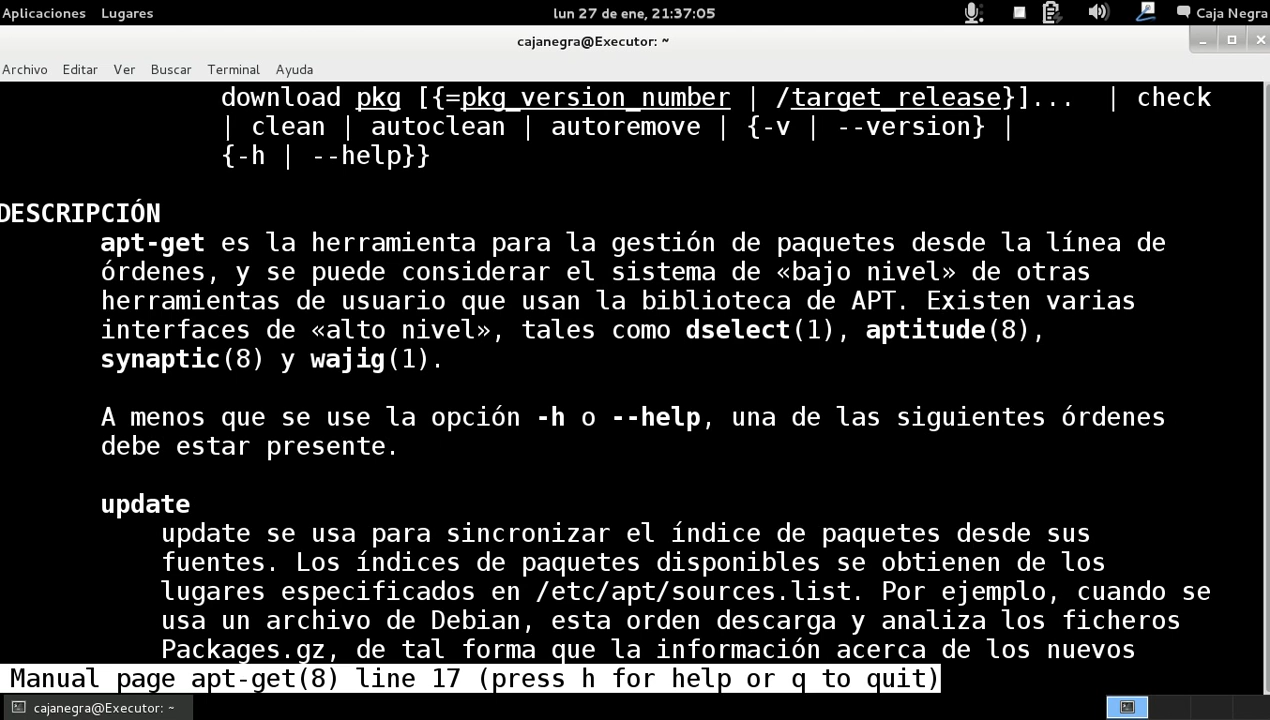 Aplicaciones Lugares lun 27 de ene, 21:37:05 Caja Negra
cajanegra@Executor: ~
Archivo Editar Ver Buscar Terminal Ayuda
download pkg [{=pkg_version_number | /target_release}]... | check
| clean | autoclean | autoremove | {-v | --version} |
{-h | --help}}
DESCRIPCIÓN
apt-get es la herramienta para la gestión de paquetes desde la línea de
órdenes, y se puede considerar el sistema de «bajo nivel» de otras
herramientas de usuario que usan la biblioteca de APT. Existen varias
interfaces de «alto nivel», tales como dselect(1), aptitude(8),
synaptic(8) y wajig(1).
A menos que se use la opción -h o --help, una de las siguientes órdenes
debe estar presente.
update
update se usa para sincronizar el índice de paquetes desde sus
fuentes. Los índices de paquetes disponibles se obtienen de los
lugares especificados en /etc/apt/sources.list. Por ejemplo, cuando se
usa un archivo de Debian, esta orden descarga y analiza los ficheros
Packages.gz, de tal forma que la información acerca de los nuevos
Manual page apt-get(8) line 17 (press h for help or q to quit)
cajanegra@Executor: ~